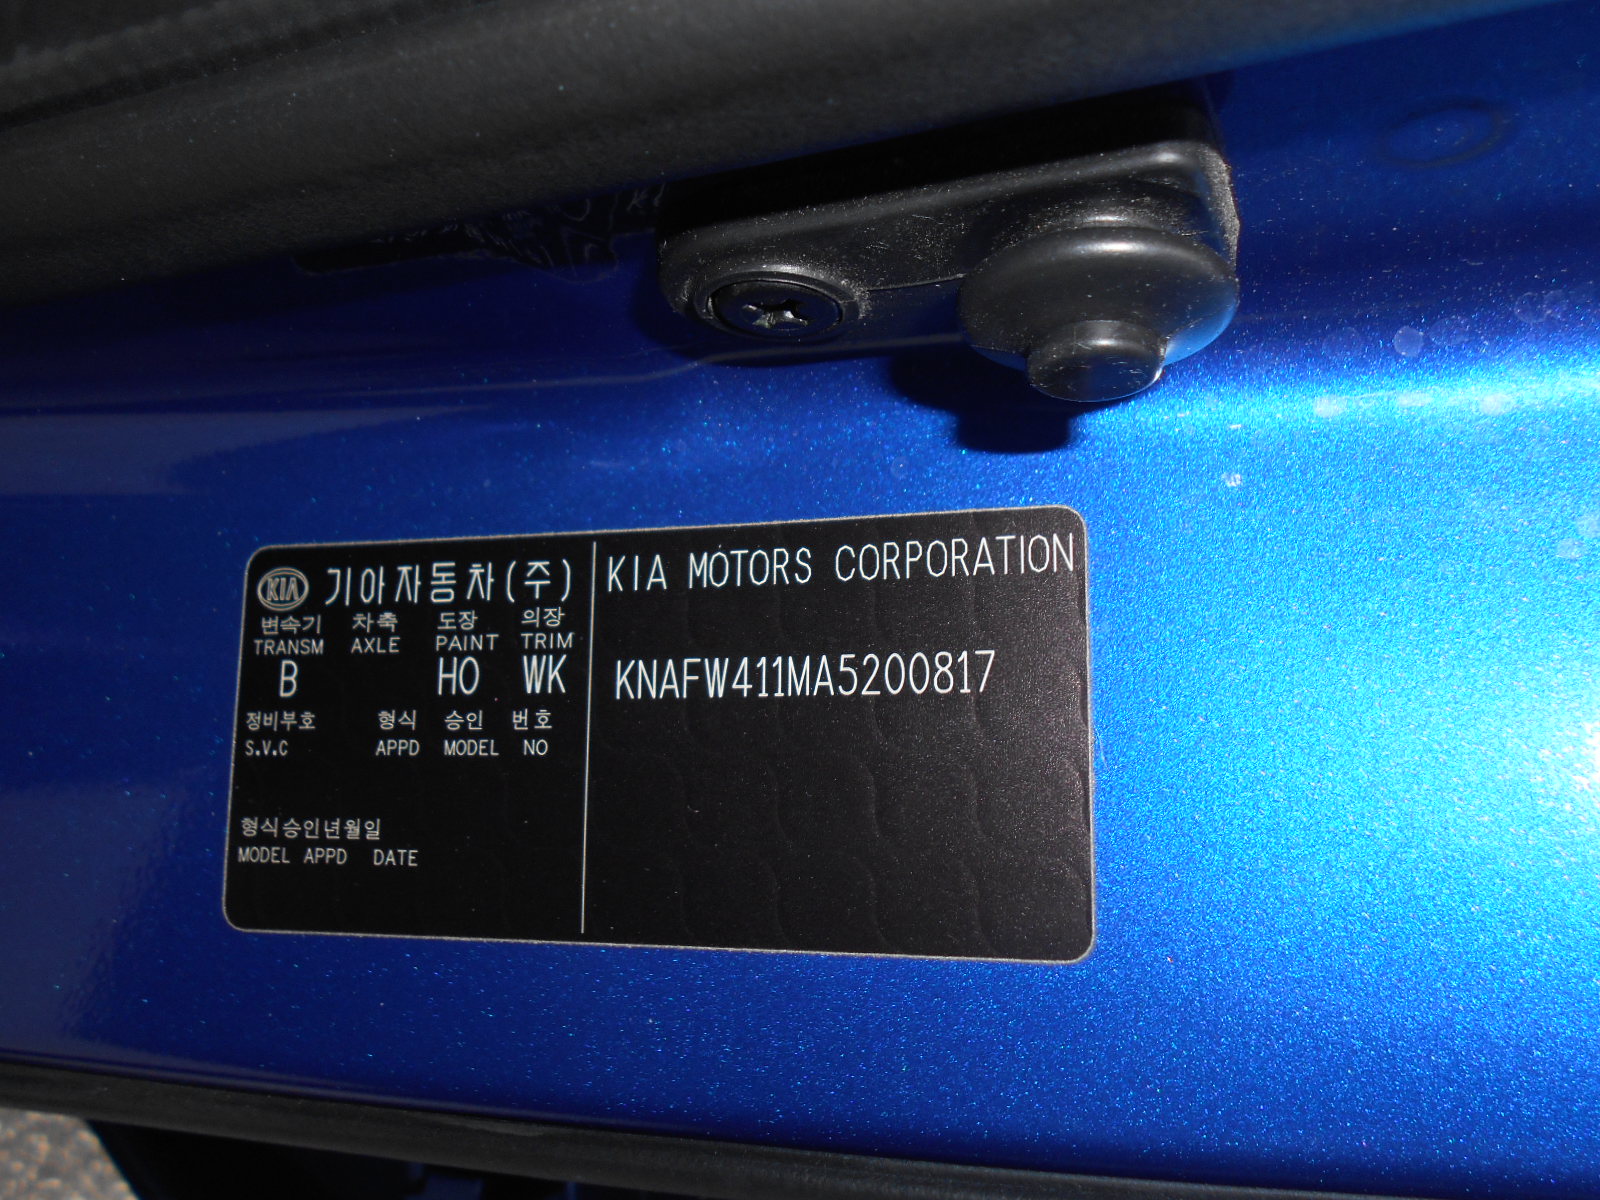 KIA 기아자동차(주)
변속기 차축 도장 의장
TRANSM AXLE PAINT TRIM
B HO WK
정비부호 형식 승인 번호
S.V.C APPD MODEL NO
형식승인년월일
MODEL APPD DATE
KIA MOTORS CORPORATION
KNAFW411MA5200817